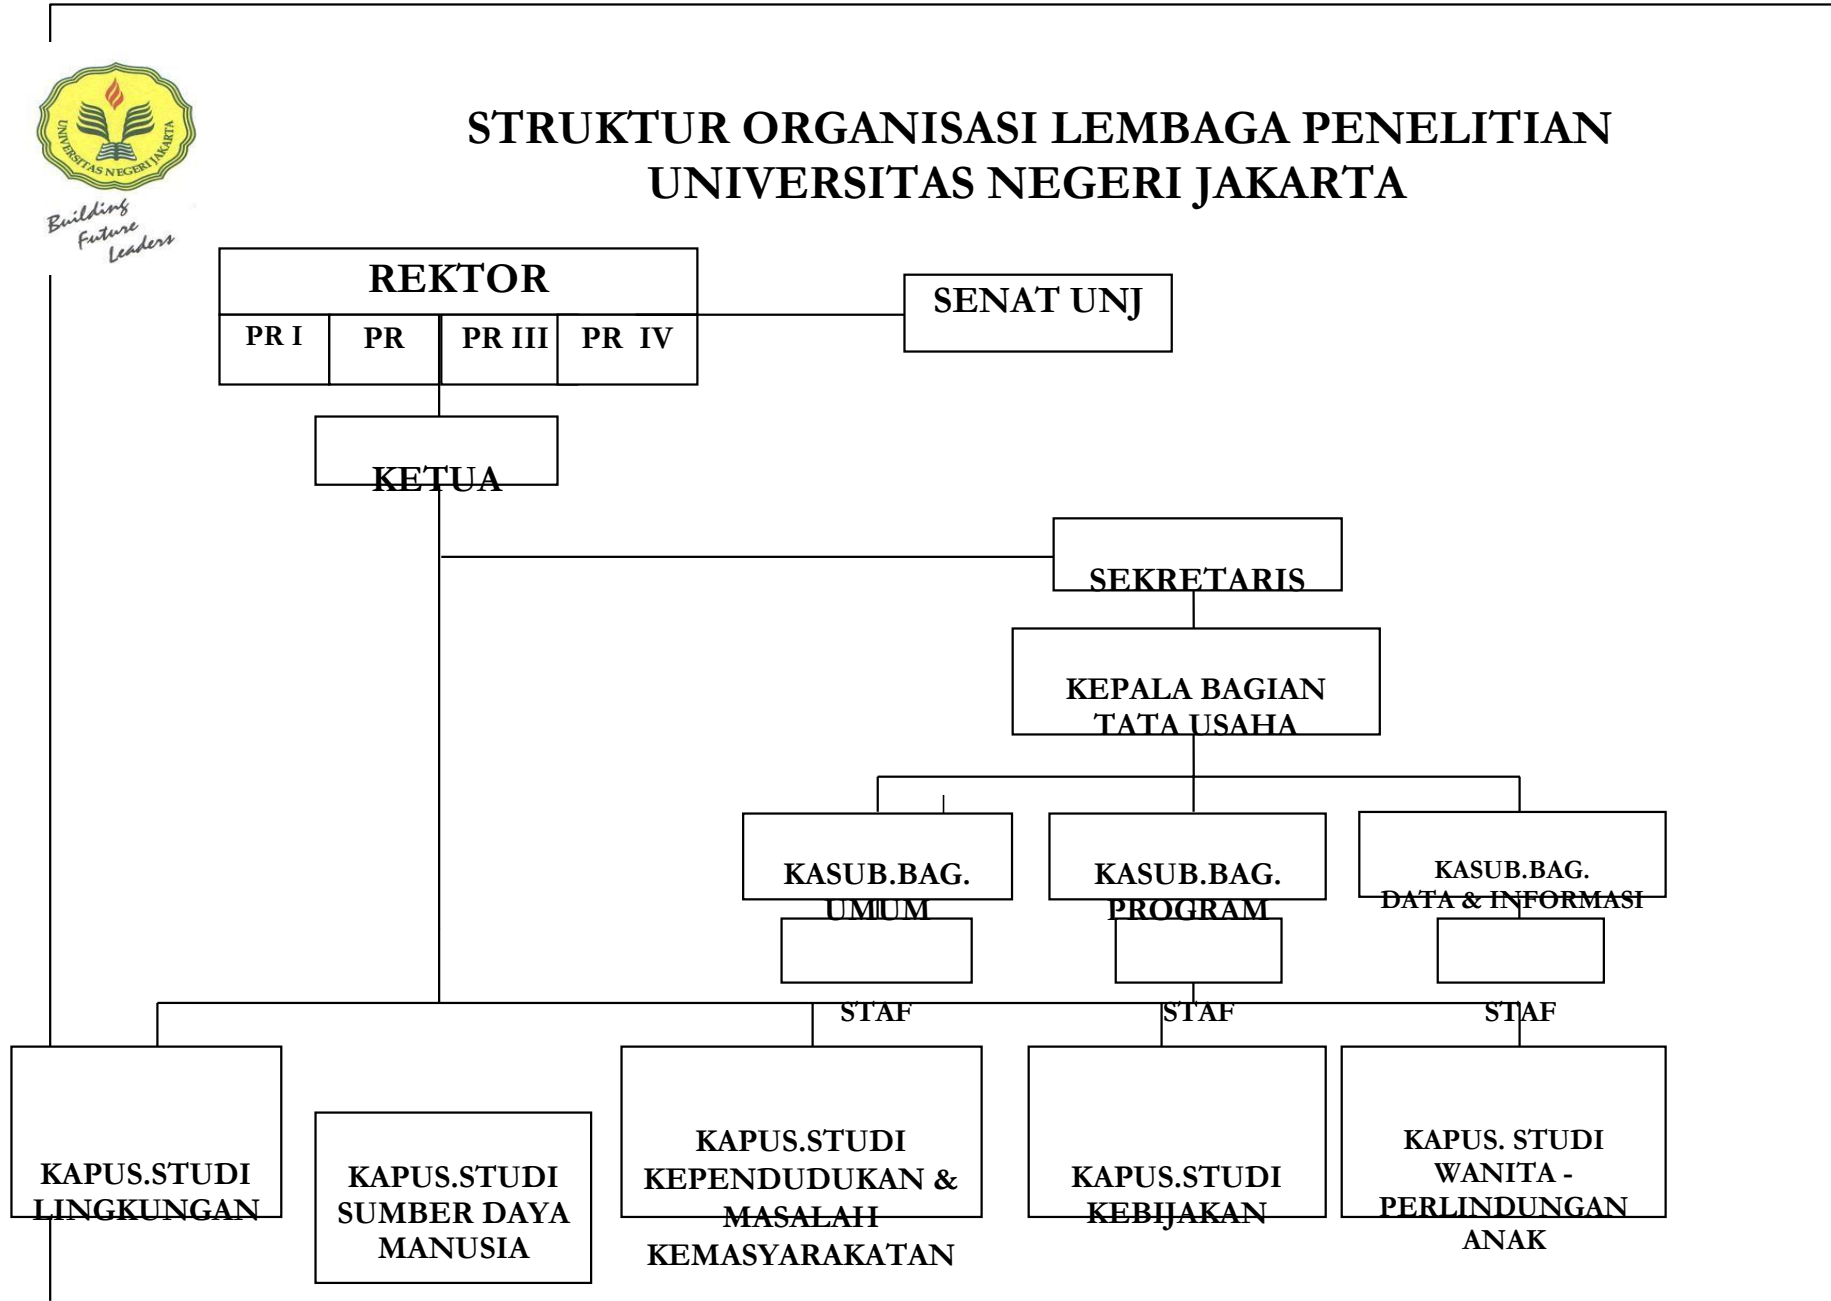 UNIVERSITAS NEGERI JAKARTA
Building
Future
Leaders
STRUKTUR ORGANISASI LEMBAGA PENELITIAN
UNIVERSITAS NEGERI JAKARTA
REKTOR
SENAT UNJ
PR I
PR
PR III
PR IV
KETUA
SEKRETARIS
KEPALA BAGIAN
TATA USAHA
KASUB.BAG.
UMUM
KASUB.BAG.
PROGRAM
KASUB.BAG.
DATA & INFORMASI
STAF
STAF
STAF
KAPUS.STUDI
LINGKUNGAN
KAPUS.STUDI
SUMBER DAYA
MANUSIA
KAPUS.STUDI
KEPENDUDUKAN &
MASALAH
KEMASYARAKATAN
KAPUS.STUDI
KEBIJAKAN
KAPUS. STUDI
WANITA -
PERLINDUNGAN
ANAK